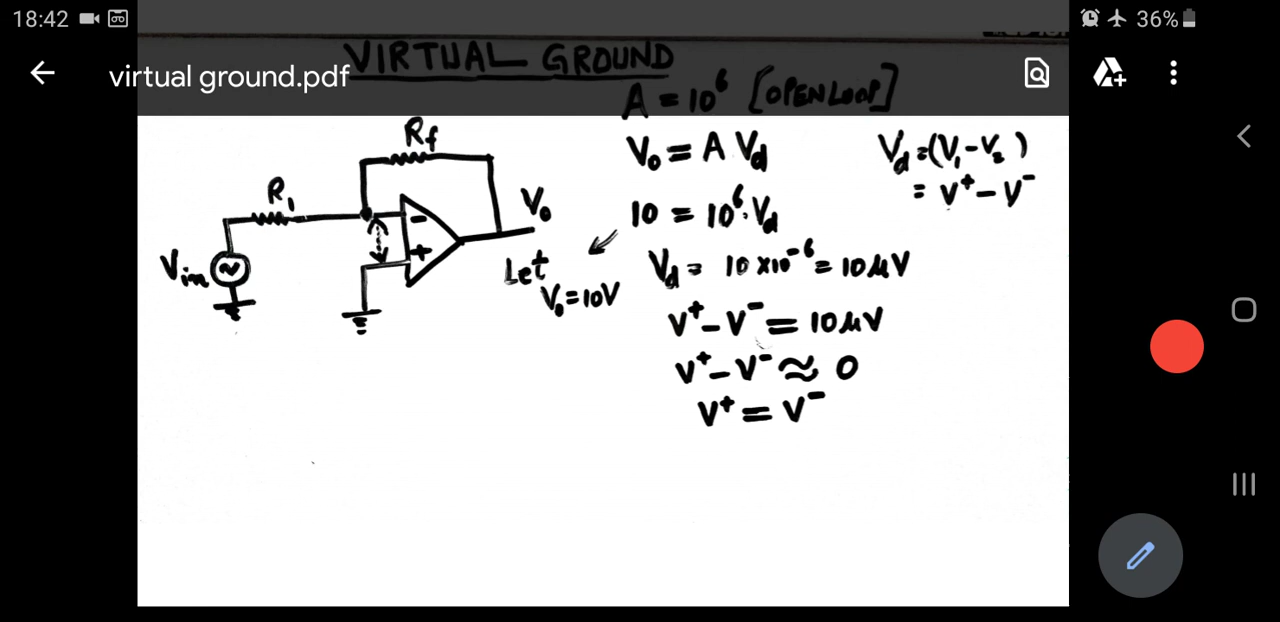 18:42
36%
virtual ground.pdf
VIRTUAL GROUND
A = 10⁶ [OPEN LOOP]
Rf
R₁
Vin
-
+
Vo
Let
Vo = 10V
Vo = A Vd
10 = 10⁶·Vd
Vd = 10 x10⁻⁶ = 10μV
V⁺-V⁻ = 10μV
V⁺-V⁻ ≈ 0
V⁺ = V⁻
Vd = (V₁-V₂)
= V⁺-V⁻